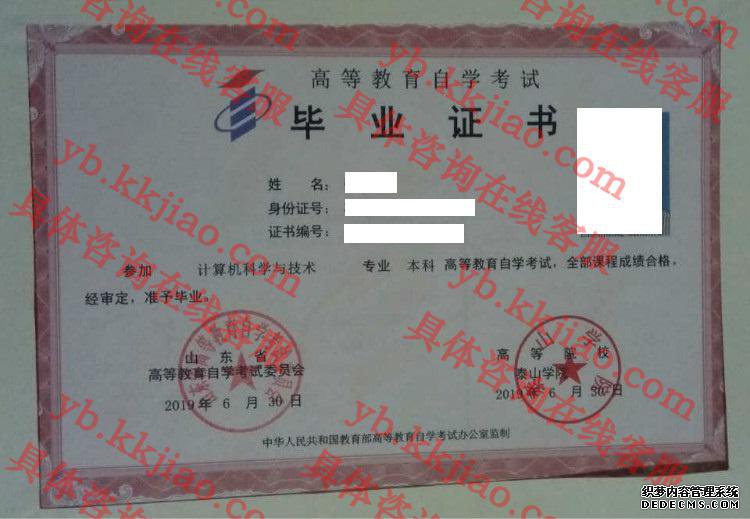 高等教育自学考试
毕业证书
姓 名：
身份证号：
证书编号：
参加 计算机科学与技术 专业 本科 高等教育自学考试，全部课程成绩合格，
经审定，准予毕业。
山东省
高等教育自学考试委员会
2019年 6 月 30 日
高等院校
泰山学院
2019年 6 月 30 日
中华人民共和国教育部高等教育自学考试办公室监制
具体咨询在线客服
yb.kkjiao.com
织梦内容管理系统
DEDECMS.COM